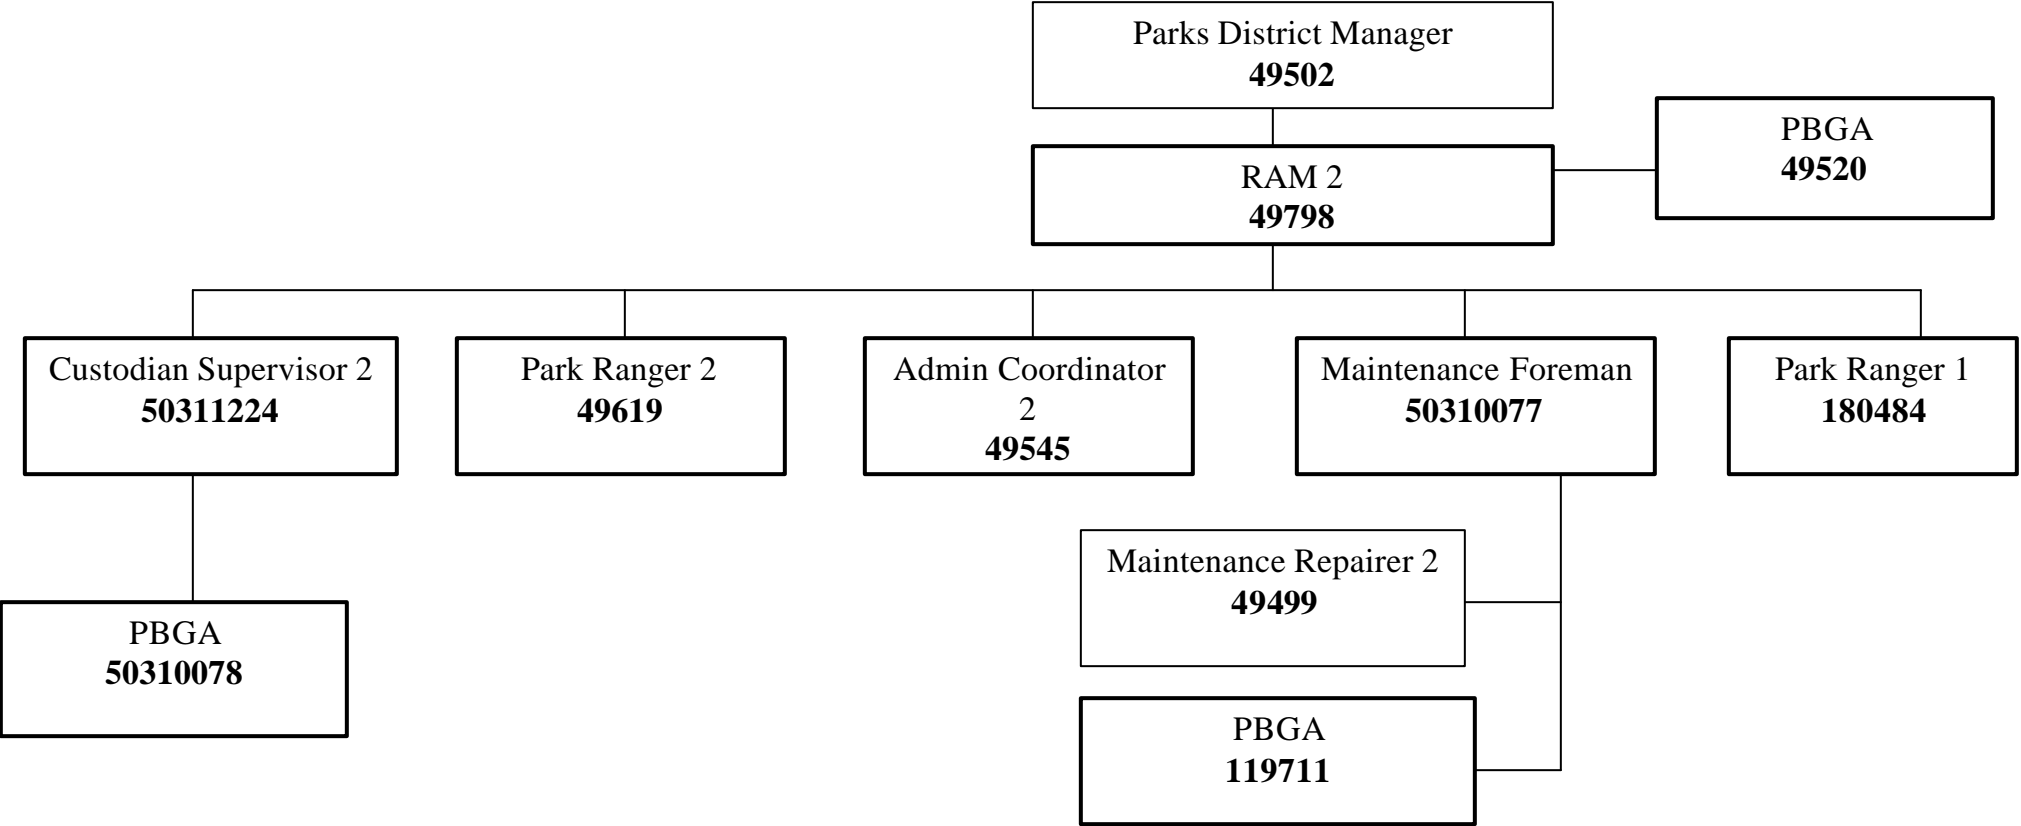 Parks District Manager
49502
PBGA
49520
RAM 2
49798
Custodian Supervisor 2
50311224
Park Ranger 2
49619
Admin Coordinator
2
49545
Maintenance Foreman
50310077
Park Ranger 1
180484
Maintenance Repairer 2
49499
PBGA
50310078
PBGA
119711